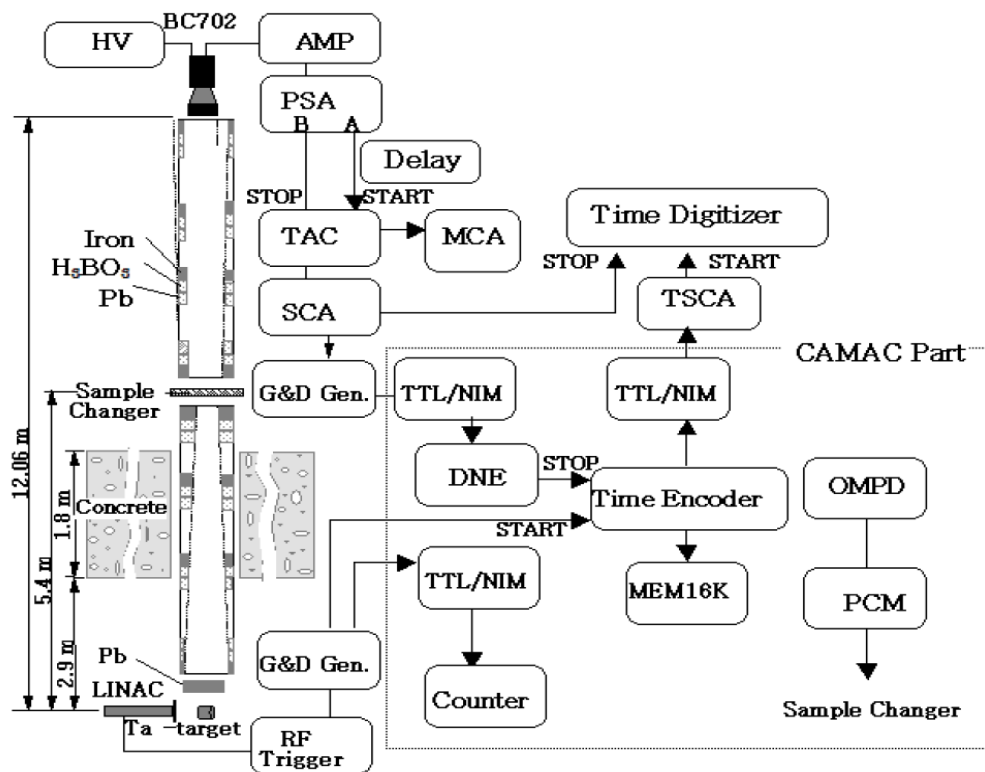 BC702
HV
AMP
PSA
B
A
Delay
STOP
START
TAC
MCA
Time Digitizer
STOP
START
Iron
H₃BO₃
Pb
SCA
TSCA
CAMAC Part
Sample
Changer
G&D Gen.
TTL/NIM
TTL/NIM
12.06 m
5.4 m
1.8 m
2.9 m
Concrete
DNE
STOP
Time Encoder
START
OMPD
TTL/NIM
MEM16K
PCM
Pb
G&D Gen.
Counter
LINAC
Ta -target
RF
Trigger
Sample Changer